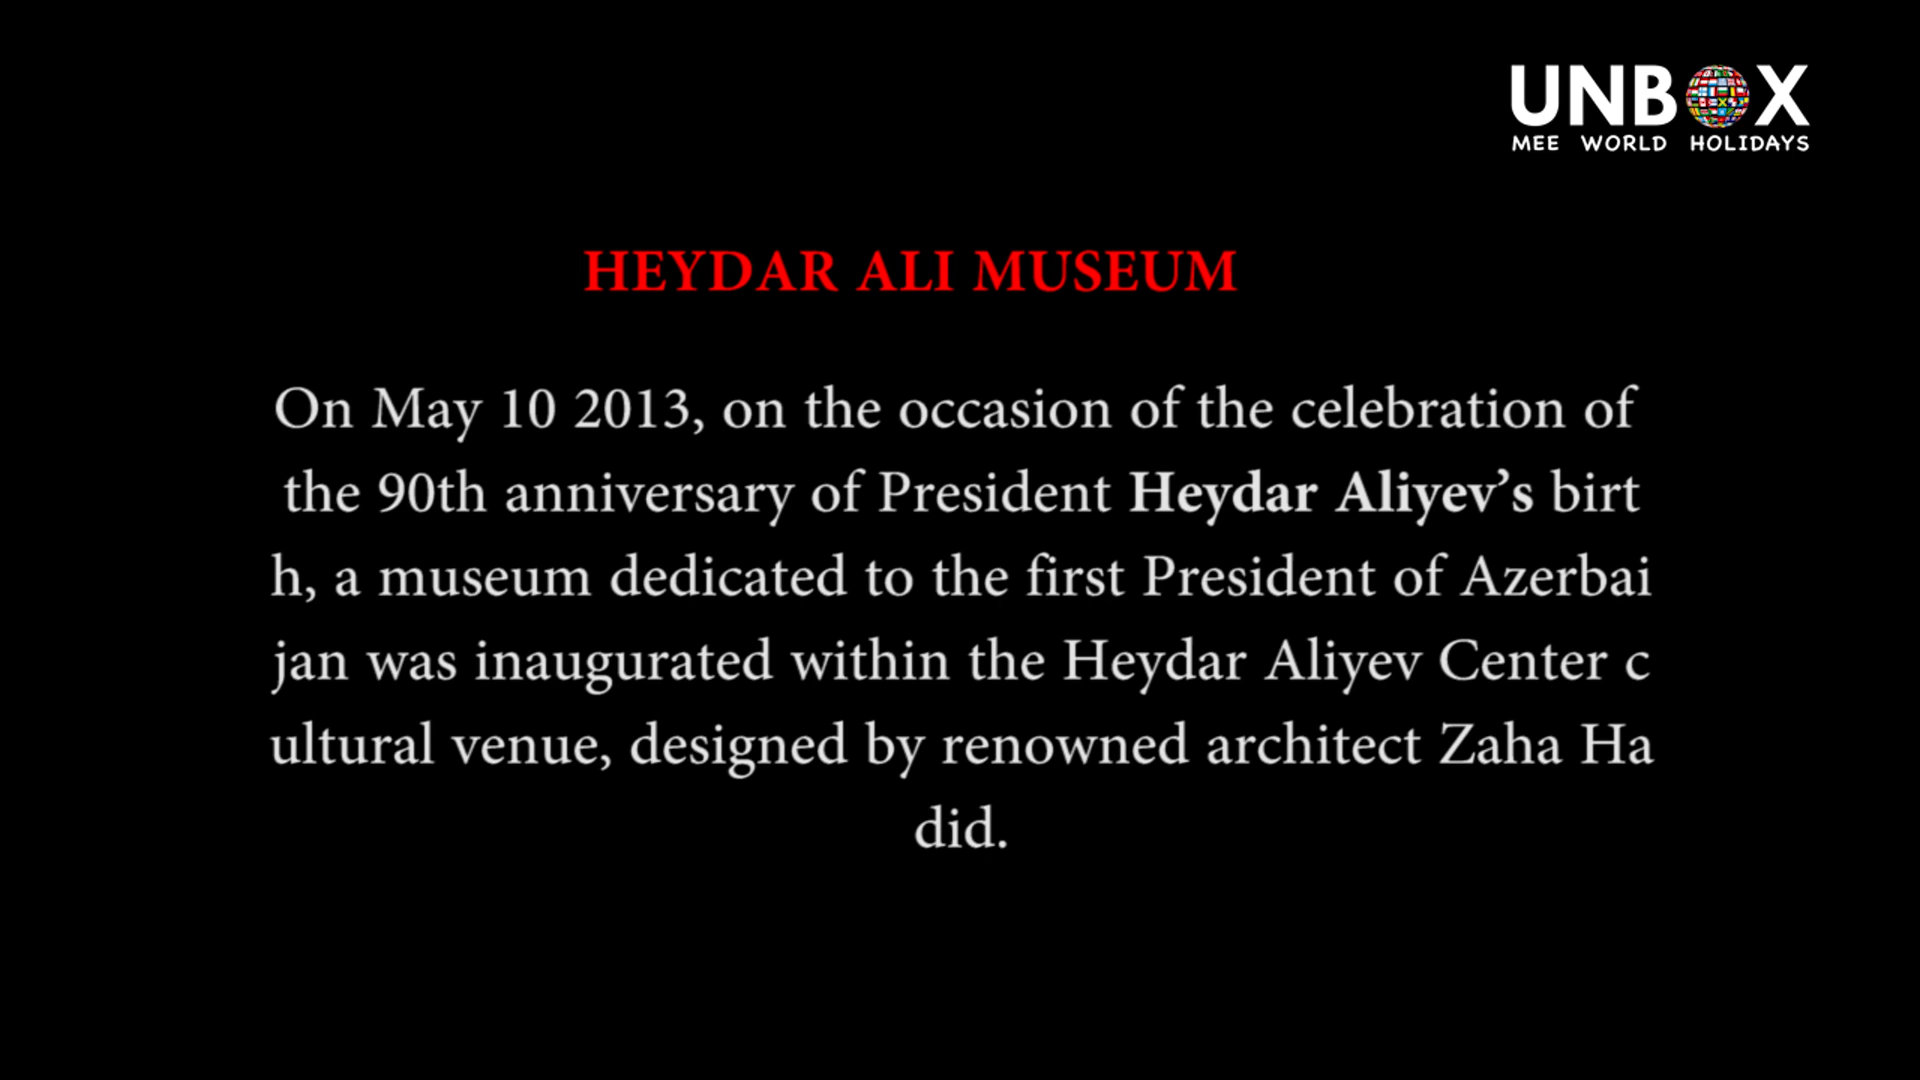 UNBOX
MEE WORLD HOLIDAYS
HEYDAR ALI MUSEUM
On May 10 2013, on the occasion of the celebration of
the 90th anniversary of President Heydar Aliyev’s birt
h, a museum dedicated to the first President of Azerbai
jan was inaugurated within the Heydar Aliyev Center c
ultural venue, designed by renowned architect Zaha Ha
did.